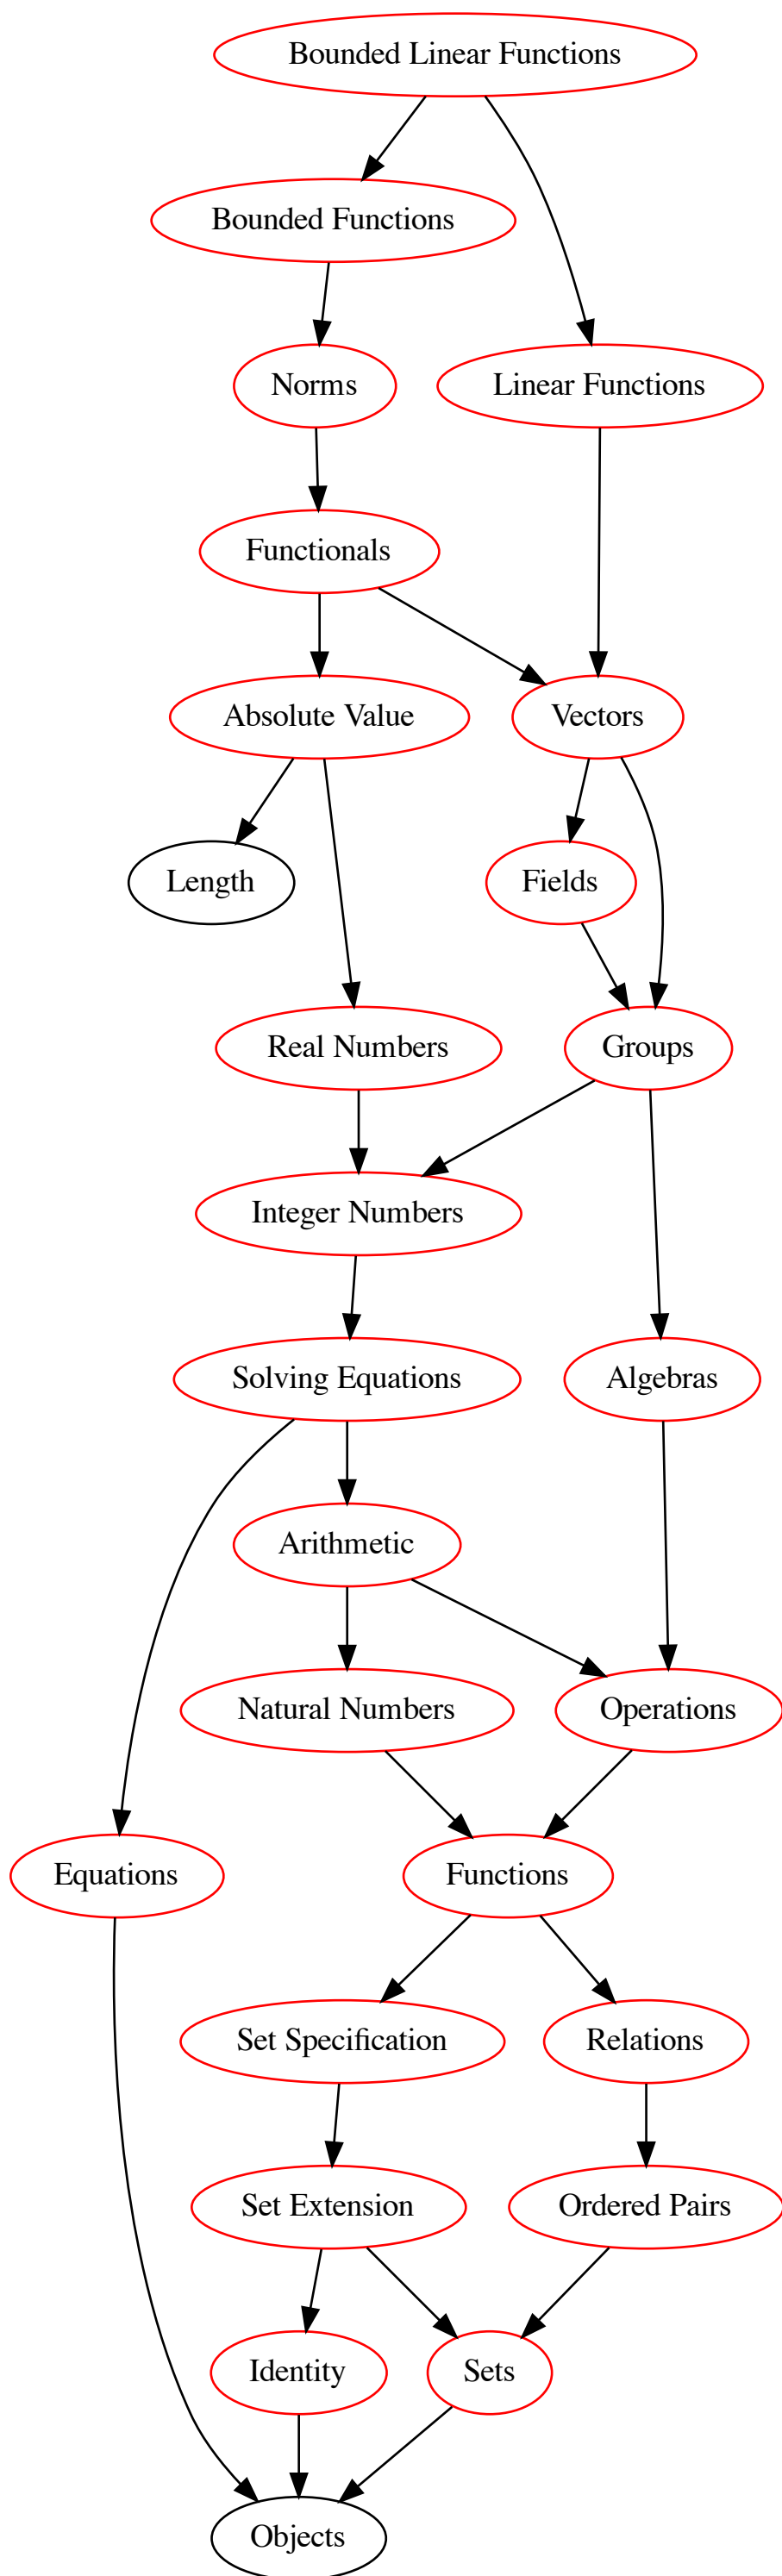 Bounded Linear Functions
Bounded Functions
Norms
Linear Functions
Functionals
Absolute Value
Vectors
Length
Fields
Real Numbers
Groups
Integer Numbers
Solving Equations
Algebras
Arithmetic
Natural Numbers
Operations
Equations
Functions
Set Specification
Relations
Set Extension
Ordered Pairs
Identity
Sets
Objects